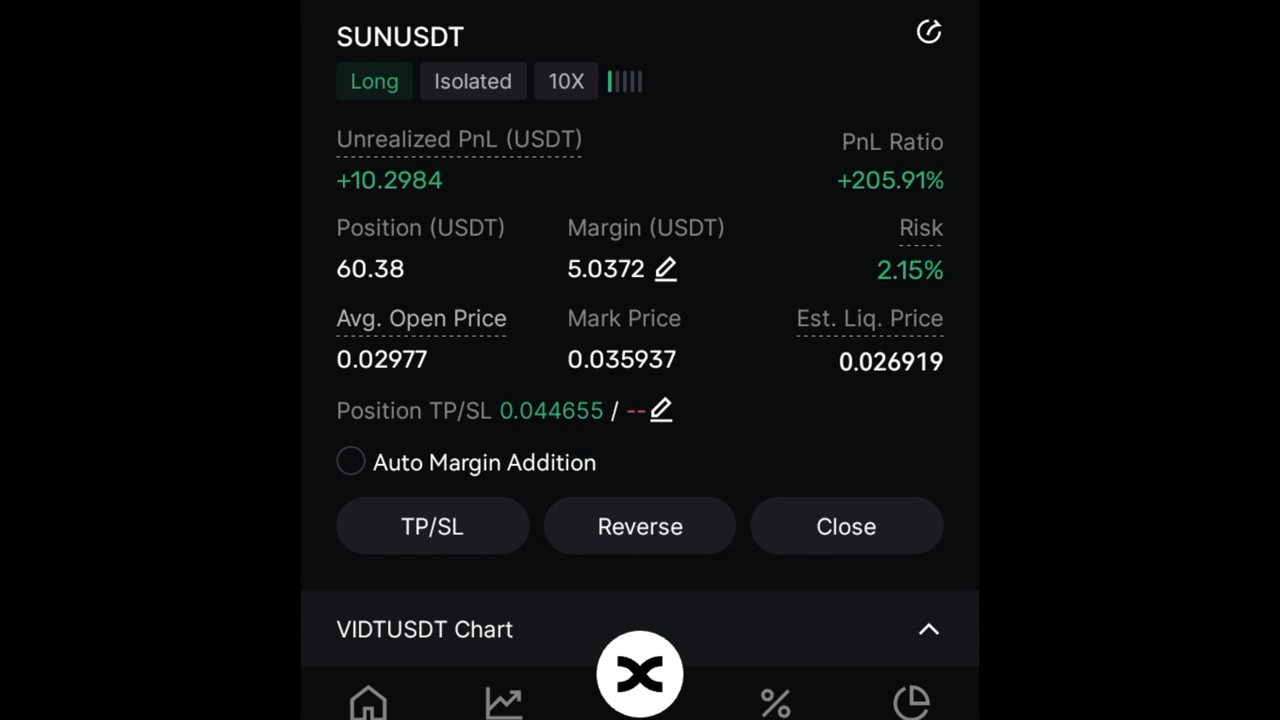 SUNUSDT
Long Isolated 10X
Unrealized PnL (USDT) PnL Ratio
+10.2984 +205.91%
Position (USDT) Margin (USDT) Risk
60.38 5.0372 2.15%
Avg. Open Price Mark Price Est. Liq. Price
0.02977 0.035937 0.026919
Position TP/SL 0.044655 / --
Auto Margin Addition
TP/SL Reverse Close
VIDTUSDT Chart